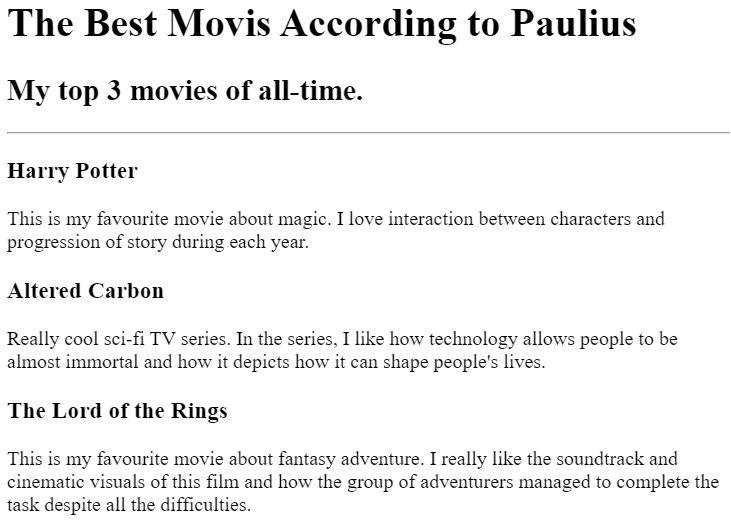 The Best Movis According to Paulius
My top 3 movies of all-time.
Harry Potter
This is my favourite movie about magic. I love interaction between characters and
progression of story during each year.
Altered Carbon
Really cool sci-fi TV series. In the series, I like how technology allows people to be
almost immortal and how it depicts how it can shape people's lives.
The Lord of the Rings
This is my favourite movie about fantasy adventure. I really like the soundtrack and
cinematic visuals of this film and how the group of adventurers managed to complete the
task despite all the difficulties.